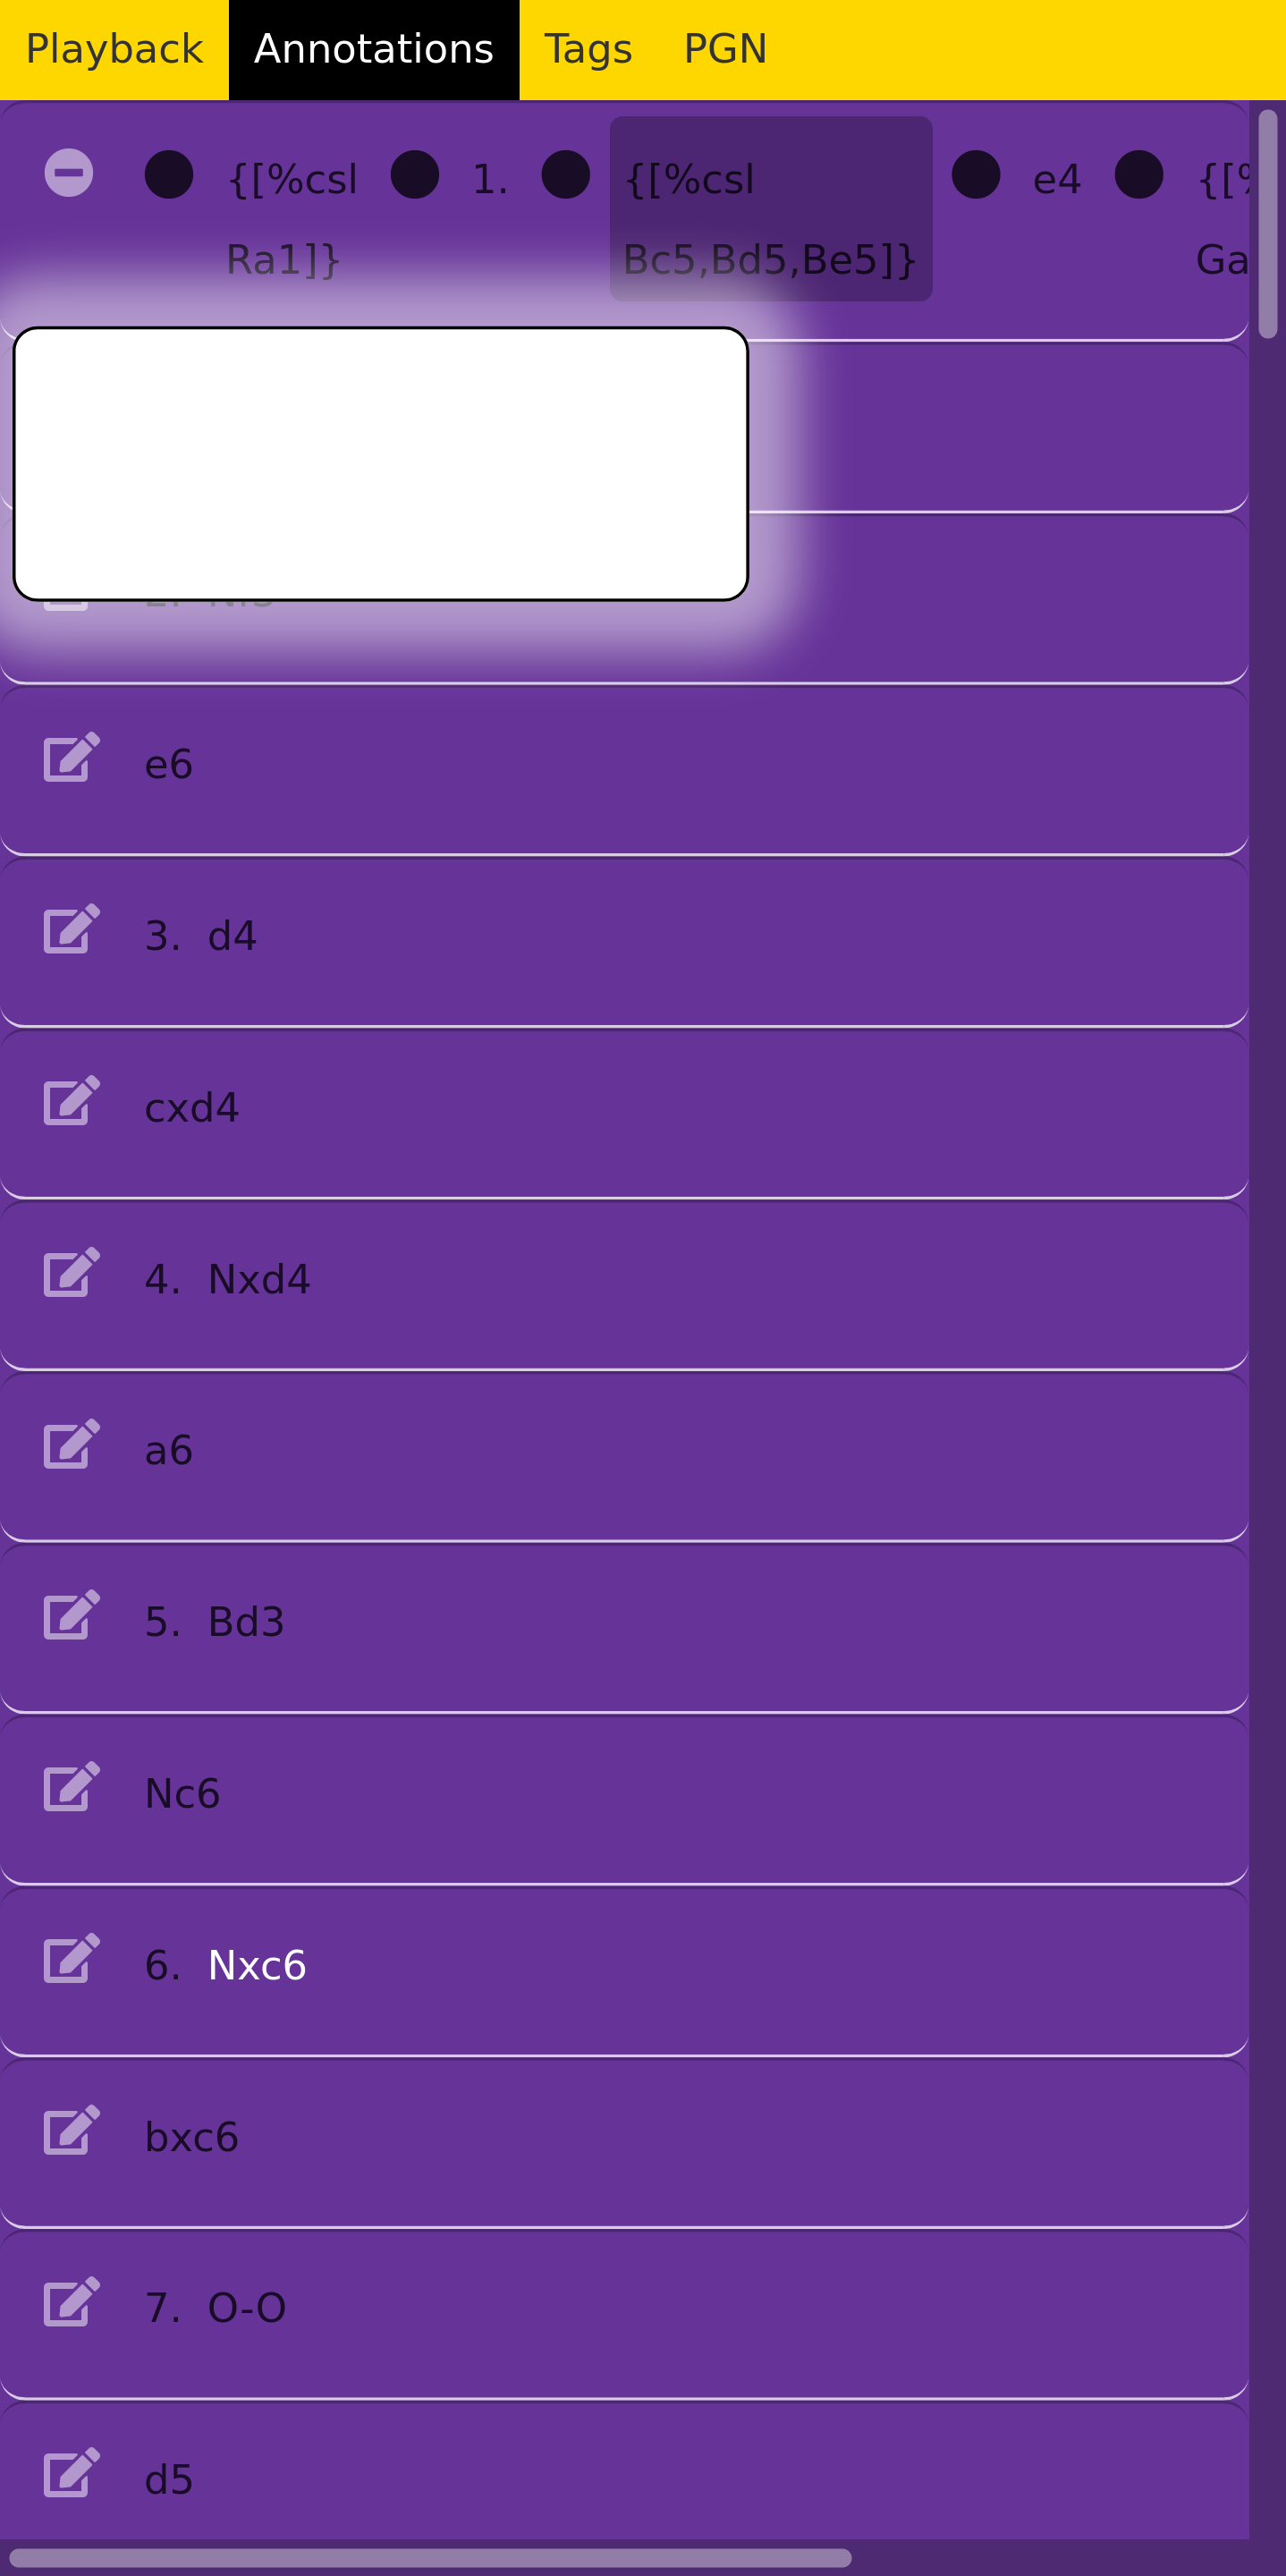 Playback Annotations Tags PGN
{[%csl 1. {[%csl e4 {[%
Ra1]} Bc5,Bd5,Be5]} Ga
e6
3. d4
cxd4
4. Nxd4
a6
5. Bd3
Nc6
6. Nxc6
bxc6
7. O-O
d5